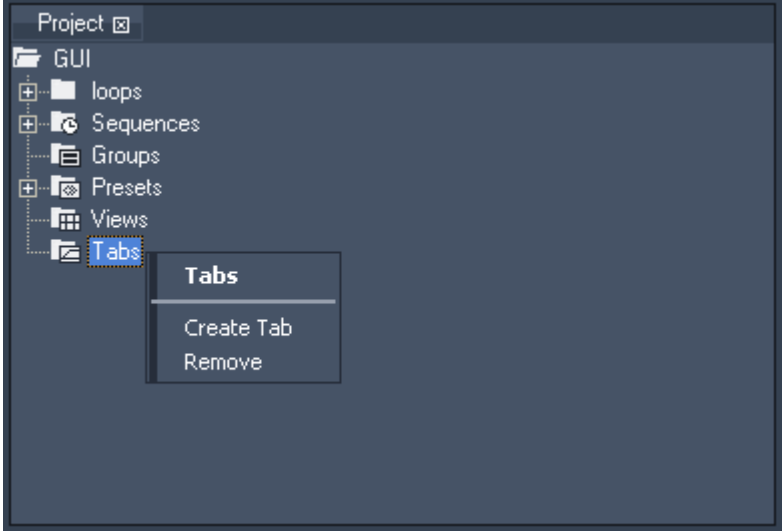 Project
GUI
loops
Sequences
Groups
Presets
Views
Tabs
Tabs
Create Tab
Remove